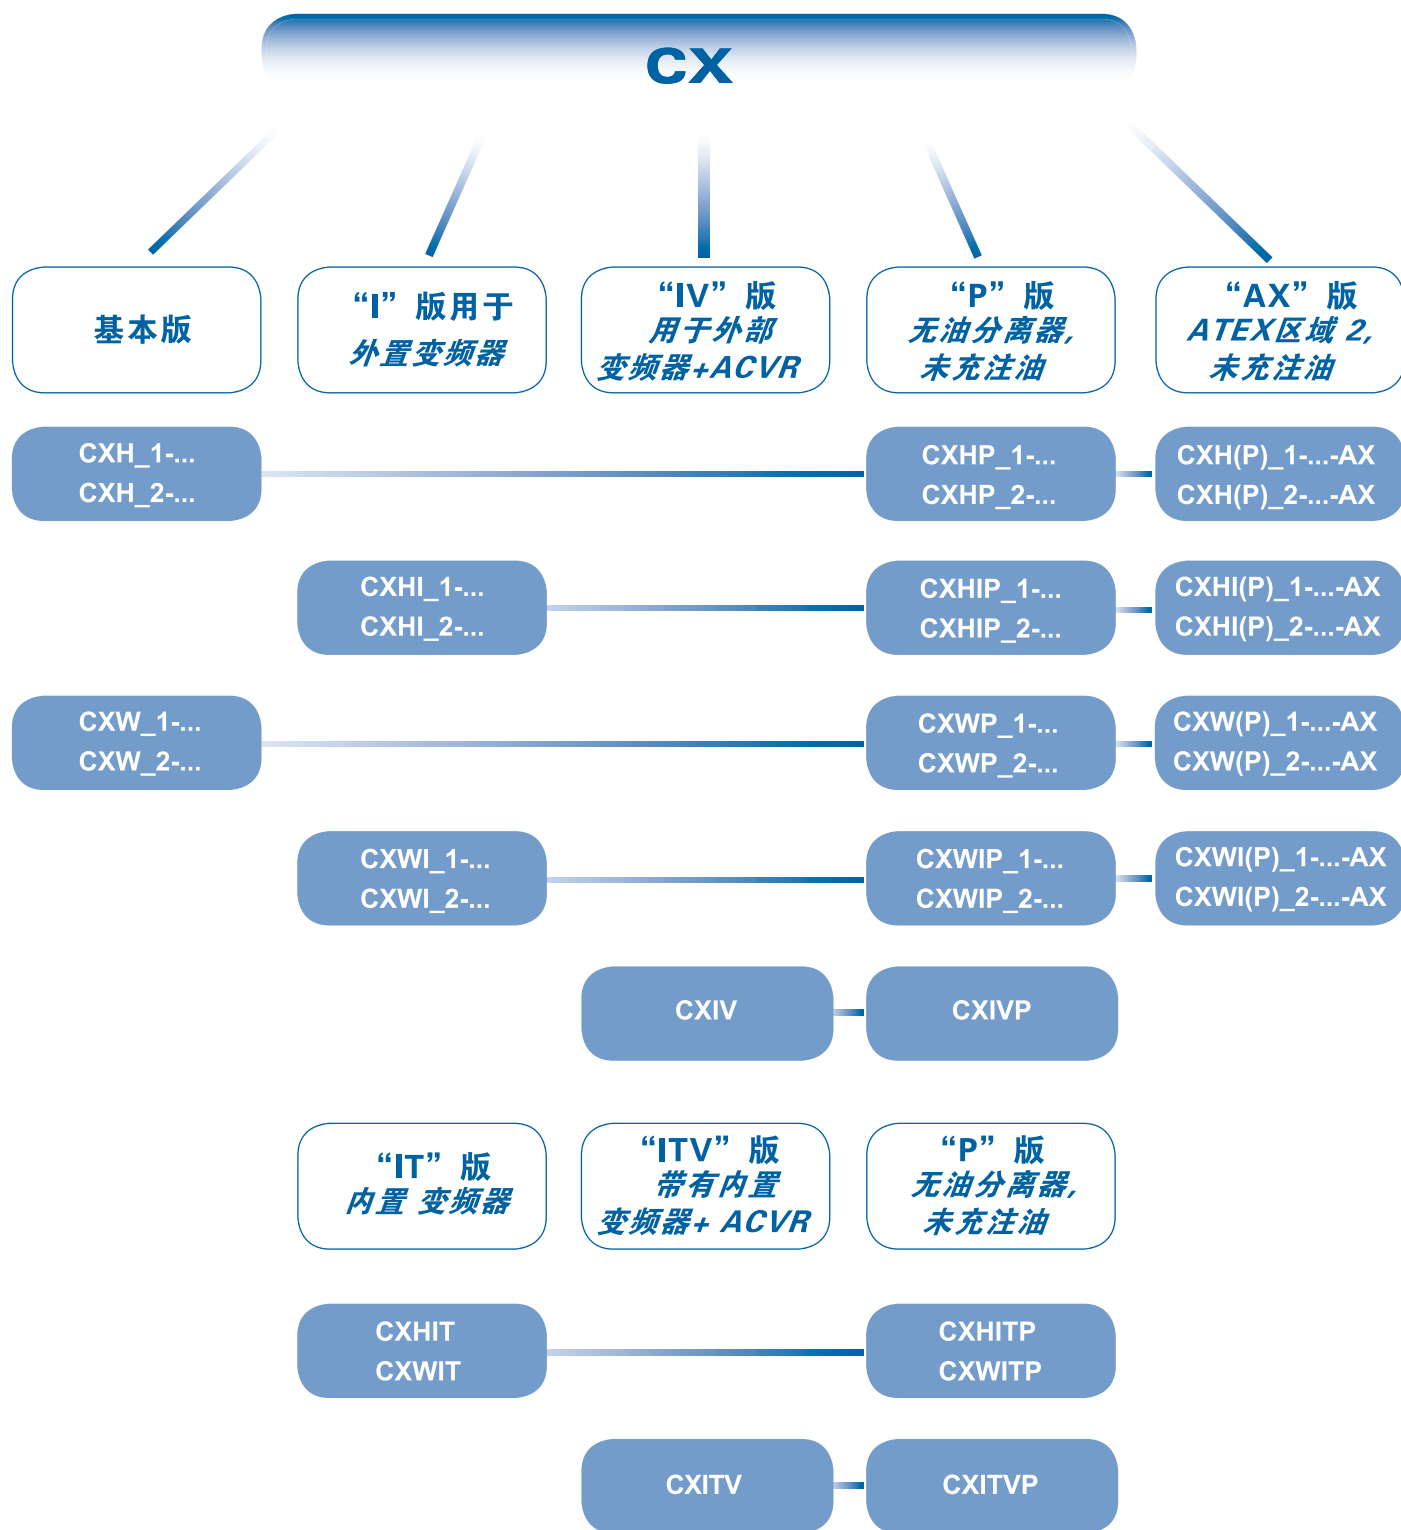 CX
基本版
“I” 版用于
外置变频器
“IV” 版
用于外部
变频器+ACVR
“P” 版
无油分离器,
未充注油
“AX” 版
ATEX区域 2,
未充注油
CXH_1-...
CXH_2-...
CXHP_1-...
CXHP_2-...
CXH(P)_1-...-AX
CXH(P)_2-...-AX
CXHI_1-...
CXHI_2-...
CXHIP_1-...
CXHIP_2-...
CXHI(P)_1-...-AX
CXHI(P)_2-...-AX
CXW_1-...
CXW_2-...
CXWP_1-...
CXWP_2-...
CXW(P)_1-...-AX
CXW(P)_2-...-AX
CXWI_1-...
CXWI_2-...
CXWIP_1-...
CXWIP_2-...
CXWI(P)_1-...-AX
CXWI(P)_2-...-AX
CXIV
CXIVP
“IT” 版
内置 变频器
“ITV” 版
带有内置
变频器+ ACVR
“P” 版
无油分离器,
未充注油
CXHIT
CXWIT
CXHITP
CXWITP
CXITV
CXITVP